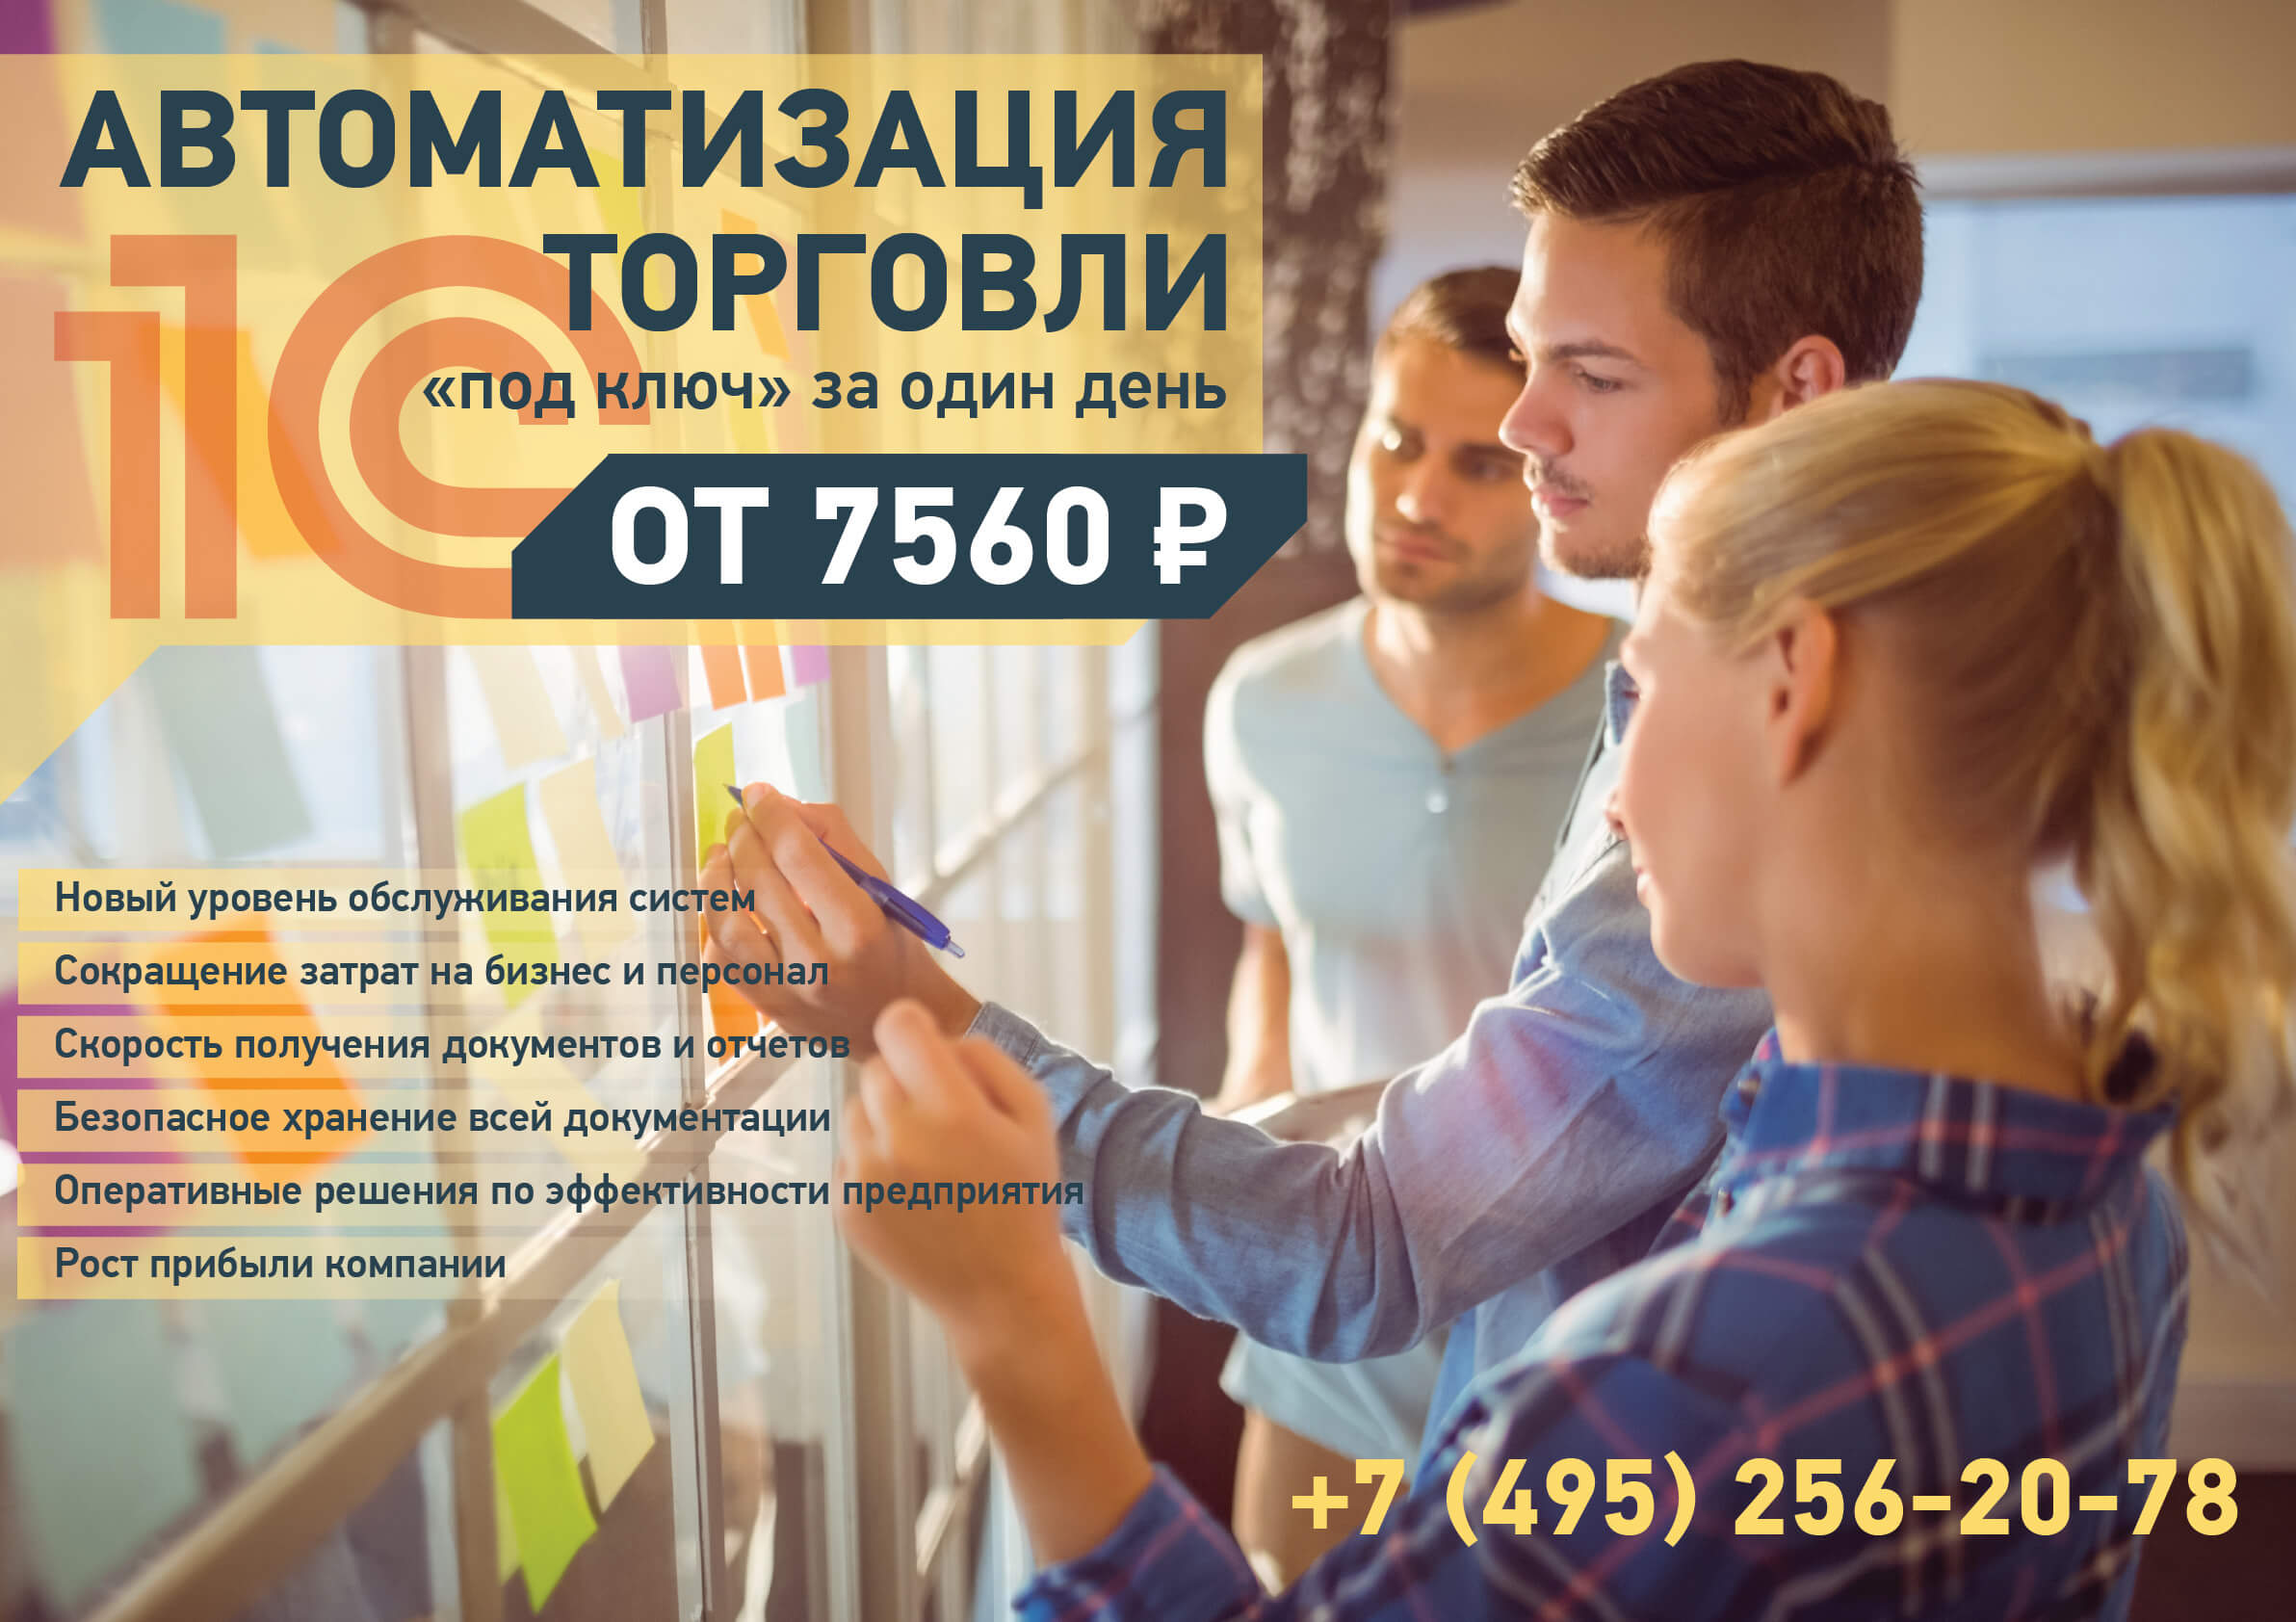 АВТОМАТИЗАЦИЯ
1С ТОРГОВЛИ
«под ключ» за один день
ОТ 7560 ₽
Новый уровень обслуживания систем
Сокращение затрат на бизнес и персонал
Скорость получения документов и отчетов
Безопасное хранение всей документации
Оперативные решения по эффективности предприятия
Рост прибыли компании
+7 (495) 256-20-78